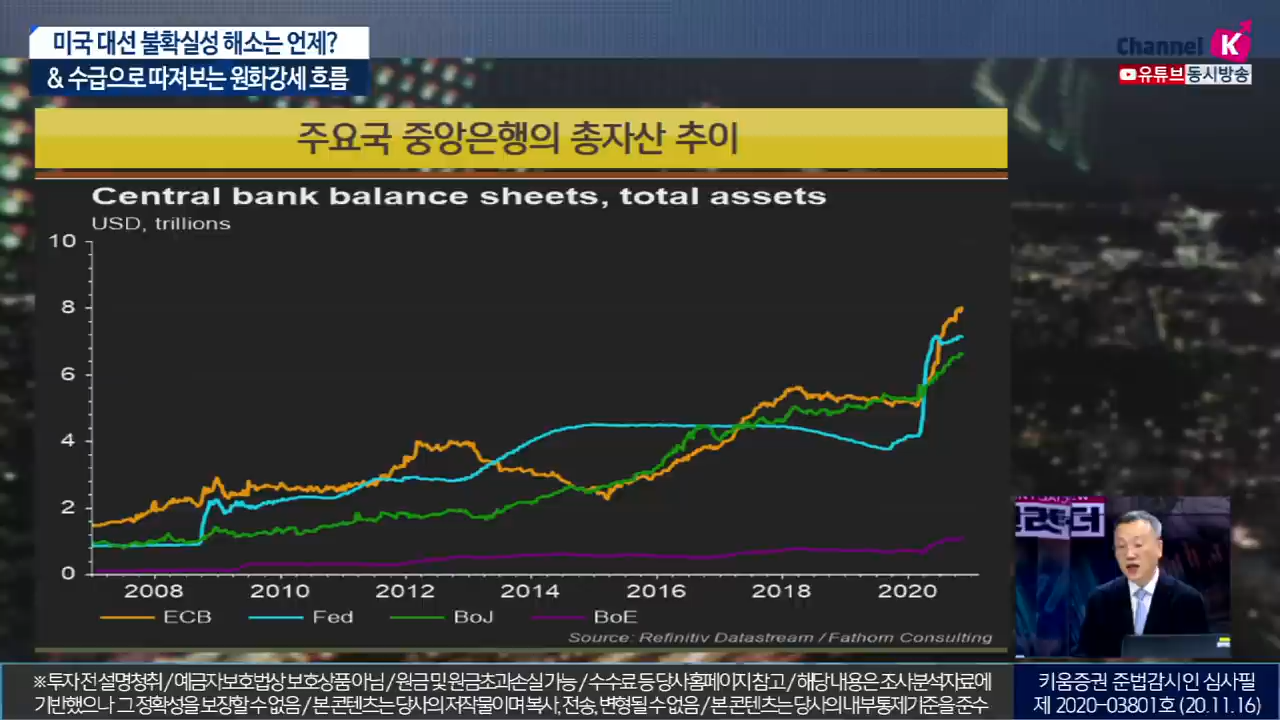 미국 대선 불확실성 해소는 언제?
& 수급으로 따져보는 원화강세 흐름
Channel K
유튜브동시방송
주요국 중앙은행의 총자산 추이
Central bank balance sheets, total assets
USD, trillions
10
8
6
4
2
0
2008 2010 2012 2014 2016 2018 2020
ECB Fed BoJ BoE
Source: Refinitiv Datastream / Fathom Consulting
※투자 전 설명청취/예금자보호법상 보호상품 아님/원금 및 원금초과손실 가능/수수료 등 당사홈페이지 참고/해당 내용은 조사분석자료에
기반했으나 그 정확성을 보장할 수 없음/본 콘텐츠는 당사의 저작물이며 복사, 전송, 변형될 수 없음/본 콘텐츠는 당사의 내부통제기준을 준수
키움증권 준법감시인 심사필
제 2020-03801호 (20.11.16)